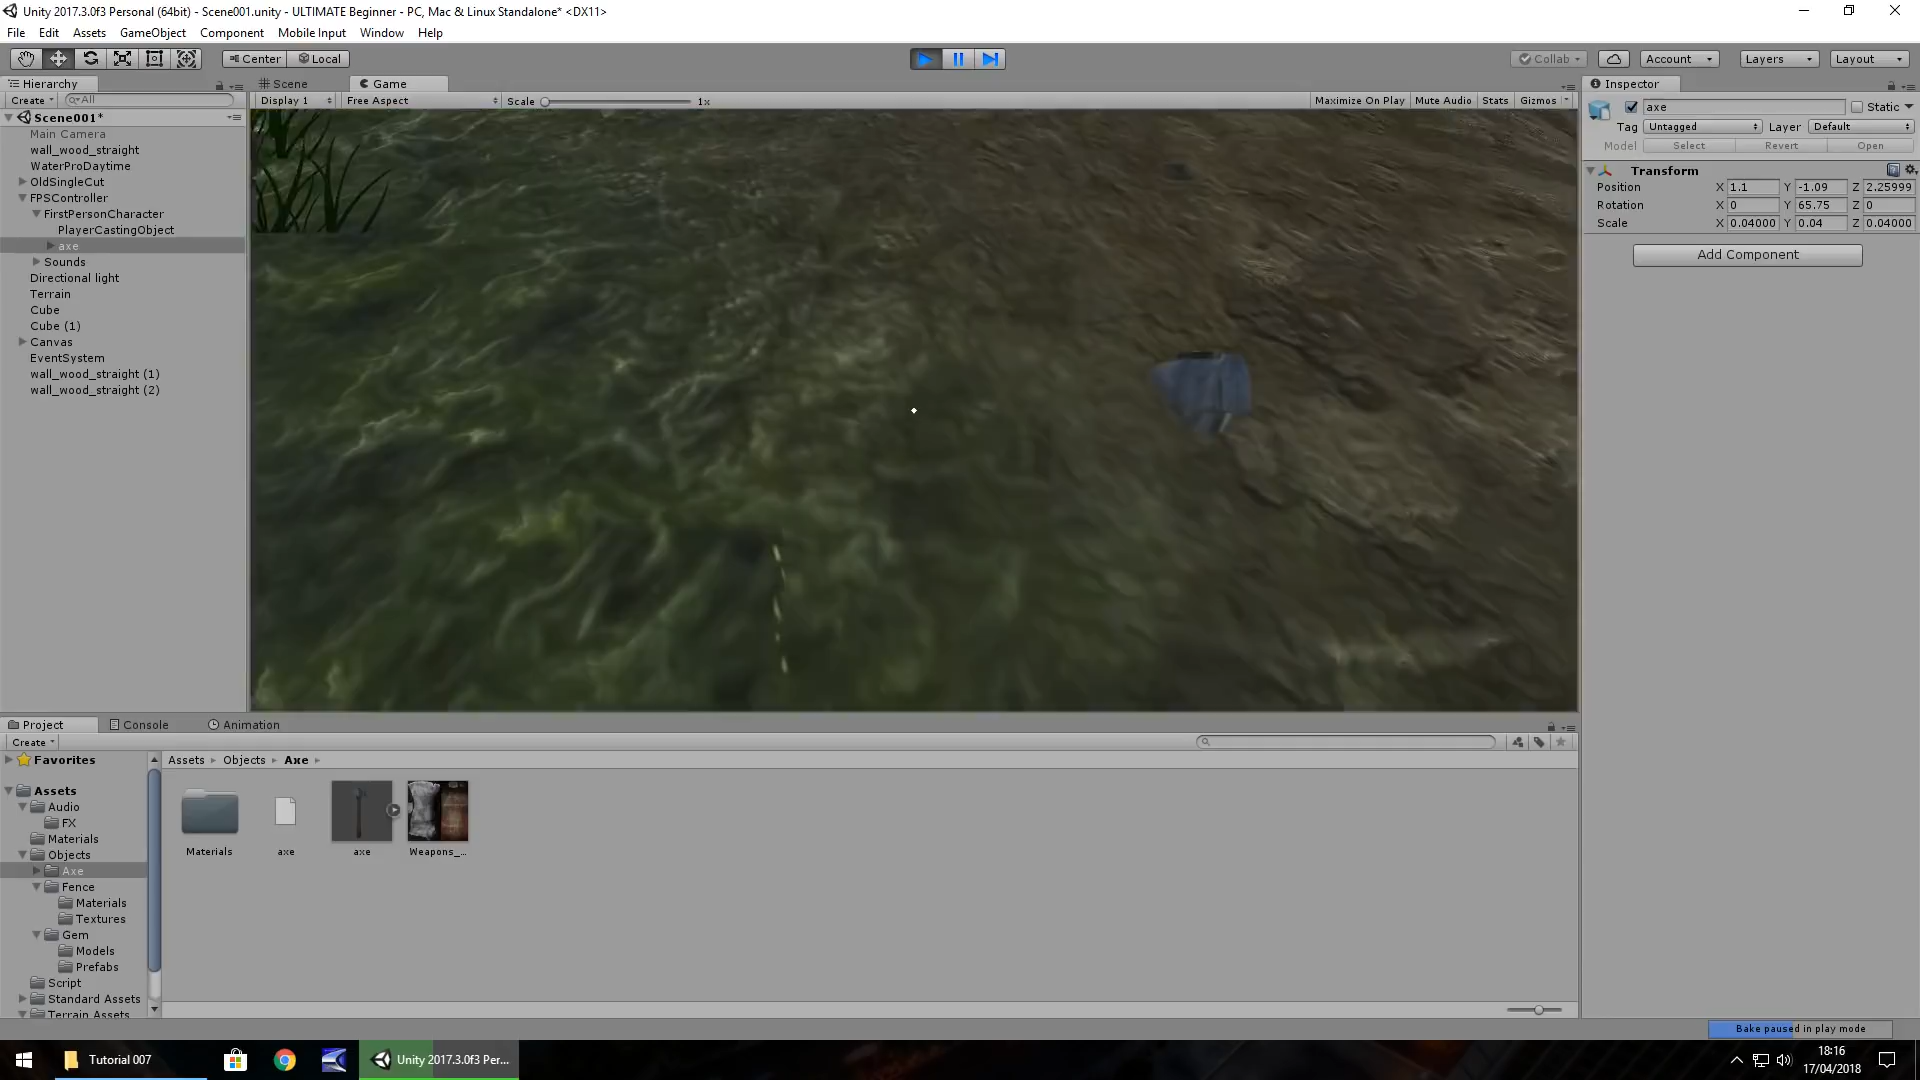 Unity 2017.3.0f3 Personal (64bit) - Scene001.unity - ULTIMATE Beginner - PC, Mac & Linux Standalone* <DX11>
File Edit Assets GameObject Component Mobile Input Window Help
Center Local Collab Account Layers Layout
Hierarchy Scene Game Inspector
Create All Display 1 Free Aspect Scale 1x Maximize On Play Mute Audio Stats Gizmos
axe Static
Scene001*
Tag Untagged Layer Default
Main Camera
Model Select Revert Open
wall_wood_straight
WaterProDaytime
Transform
OldSingleCut
Position X 1.1 Y -1.09 Z 2.25999
FPSController
Rotation X 0 Y 65.75 Z 0
FirstPersonCharacter
Scale X 0.04000 Y 0.04 Z 0.04000
PlayerCastingObject
axe
Add Component
Sounds
Directional light
Terrain
Cube
Cube (1)
Canvas
EventSystem
wall_wood_straight (1)
wall_wood_straight (2)
Project Console Animation
Create
Favorites
Assets Objects Axe
Assets
Audio
FX
Materials
Objects
Axe
Fence
Materials
Textures
Gem
Models
Prefabs
Script
Standard Assets
Terrain Assets
Materials axe axe Weapons_...
Bake paused in play mode
Tutorial 007
Unity 2017.3.0f3 Per...
18:16
17/04/2018